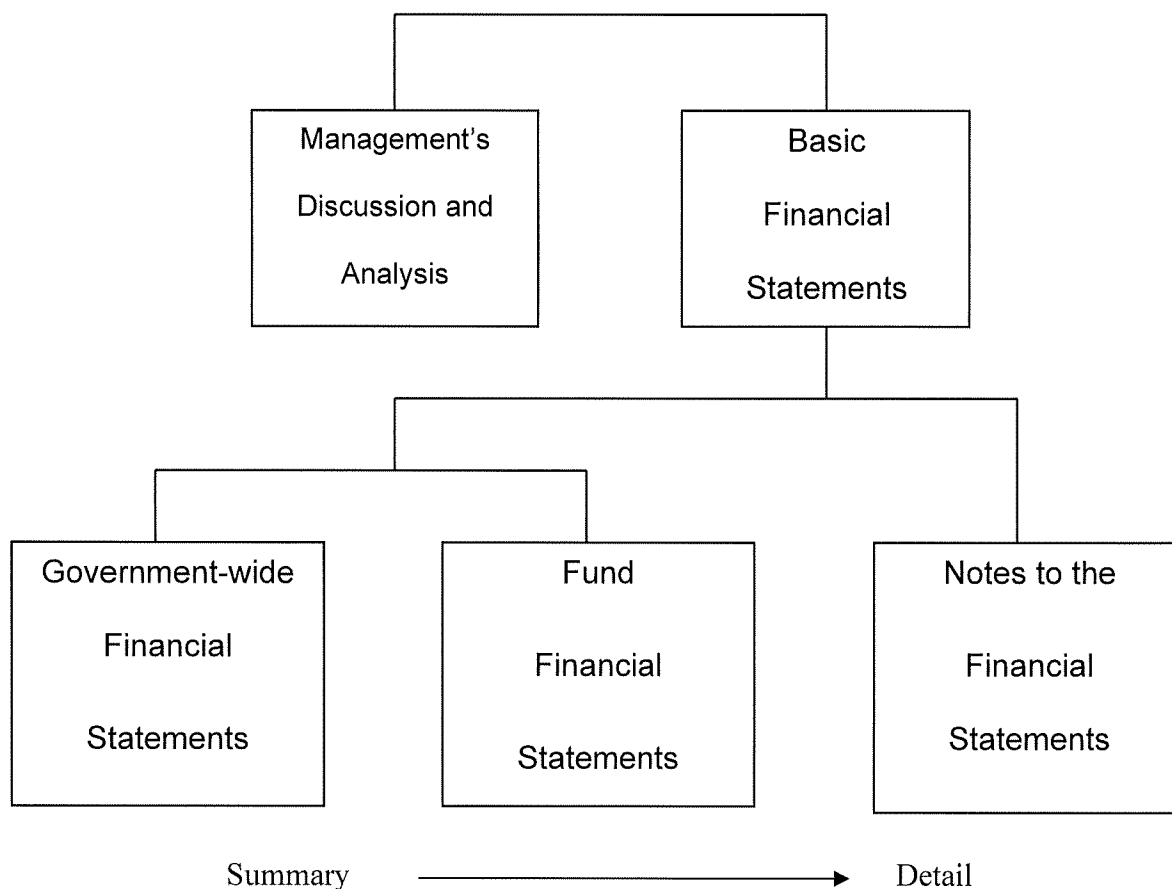 Management’s
Discussion and
Analysis
Basic
Financial
Statements
Government-wide
Financial
Statements
Fund
Financial
Statements
Notes to the
Financial
Statements
Summary
Detail